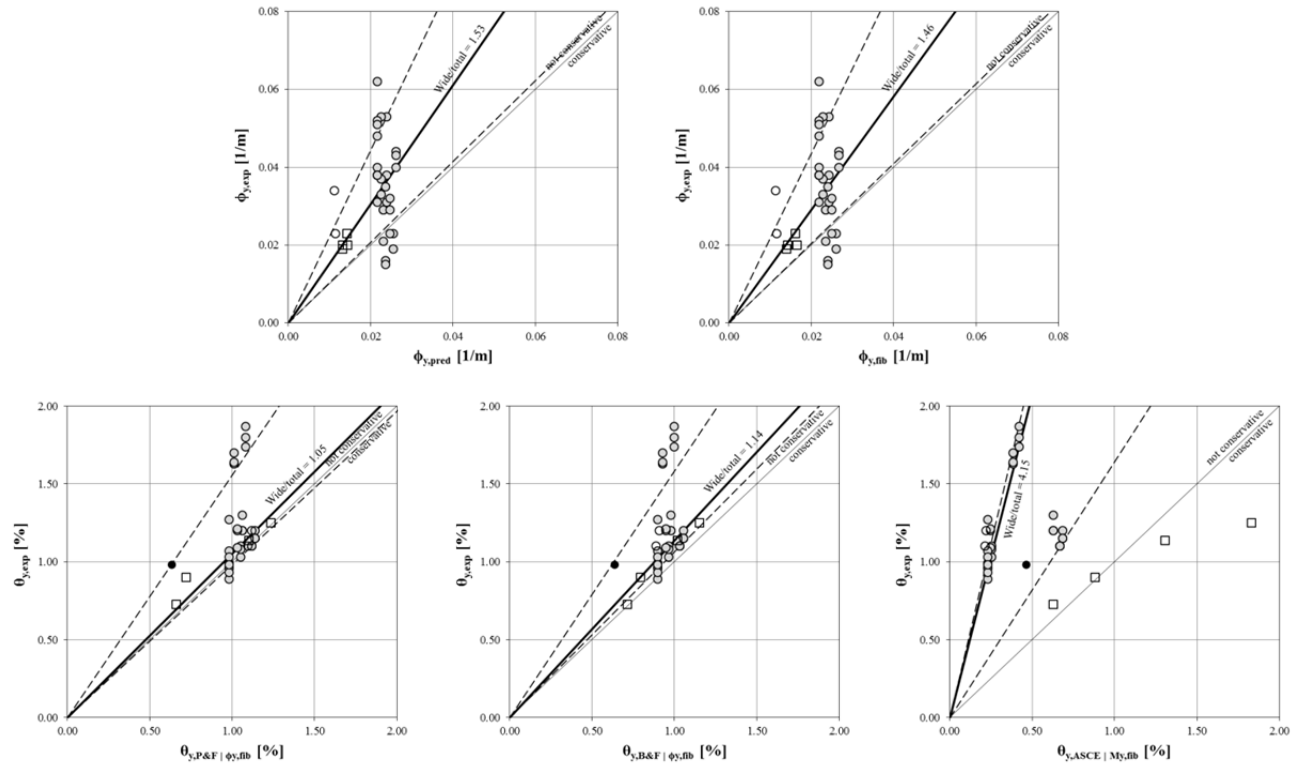 0.08
0.06
0.04
0.02
0.00
ϕy,exp [1/m]
0.00 0.02 0.04 0.06 0.08
ϕy,pred [1/m]
Wide/total = 1.53
not conservative
conservative
0.08
0.06
0.04
0.02
0.00
ϕy,exp [1/m]
0.00 0.02 0.04 0.06 0.08
ϕy,fib [1/m]
Wide/total = 1.46
not conservative
conservative
2.00
1.50
1.00
0.50
0.00
θy,exp [%]
0.00 0.50 1.00 1.50 2.00
θy,P&F | ϕy,fib [%]
Wide/total = 1.05
not conservative
conservative
2.00
1.50
1.00
0.50
0.00
θy,exp [%]
0.00 0.50 1.00 1.50 2.00
θy,B&F | ϕy,fib [%]
Wide/total = 1.14
not conservative
conservative
2.00
1.50
1.00
0.50
0.00
θy,exp [%]
0.00 0.50 1.00 1.50 2.00
θy,ASCE | My,fib [%]
Wide/total = 4.15
not conservative
conservative